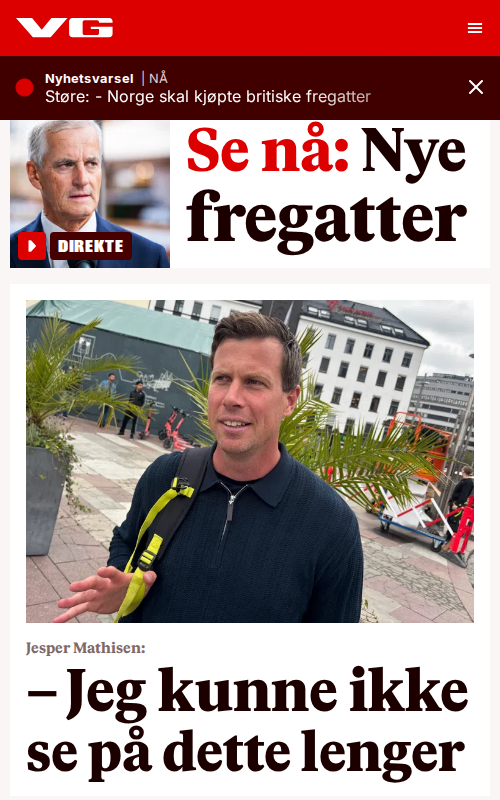 VG
Nyhetsvarsel | NÅ
Støre: - Norge skal kjøpte britiske fregatter
Se nå: Nye
fregatter
DIREKTE
Jesper Mathisen:
– Jeg kunne ikke
se på dette lenger